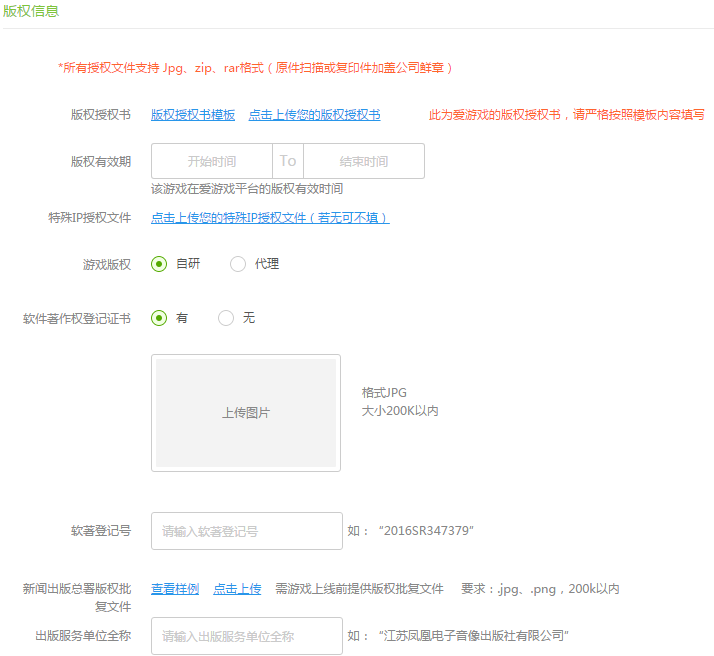 版权信息
*所有授权文件支持 Jpg、zip、rar格式（原件扫描或复印件加盖公司鲜章）
版权授权书 版权授权书模板 点击上传您的版权授权书 此为爱游戏的版权授权书，请严格按照模板内容填写
版权有效期 开始时间 To 结束时间
该游戏在爱游戏平台的版权有效时间
特殊IP授权文件 点击上传您的特殊IP授权文件（若无可不填）
游戏版权 自研 代理
软件著作权登记证书 有 无
上传图片 格式JPG
大小200K以内
软著登记号 请输入软著登记号 如：“2016SR347379”
新闻出版总署版权批 查看样例 点击上传 需游戏上线前提供版权批复文件 要求：.jpg、.png，200k以内
复文件
出版服务单位全称 请输入出版服务单位全称 如：“江苏凤凰电子音像出版社有限公司”